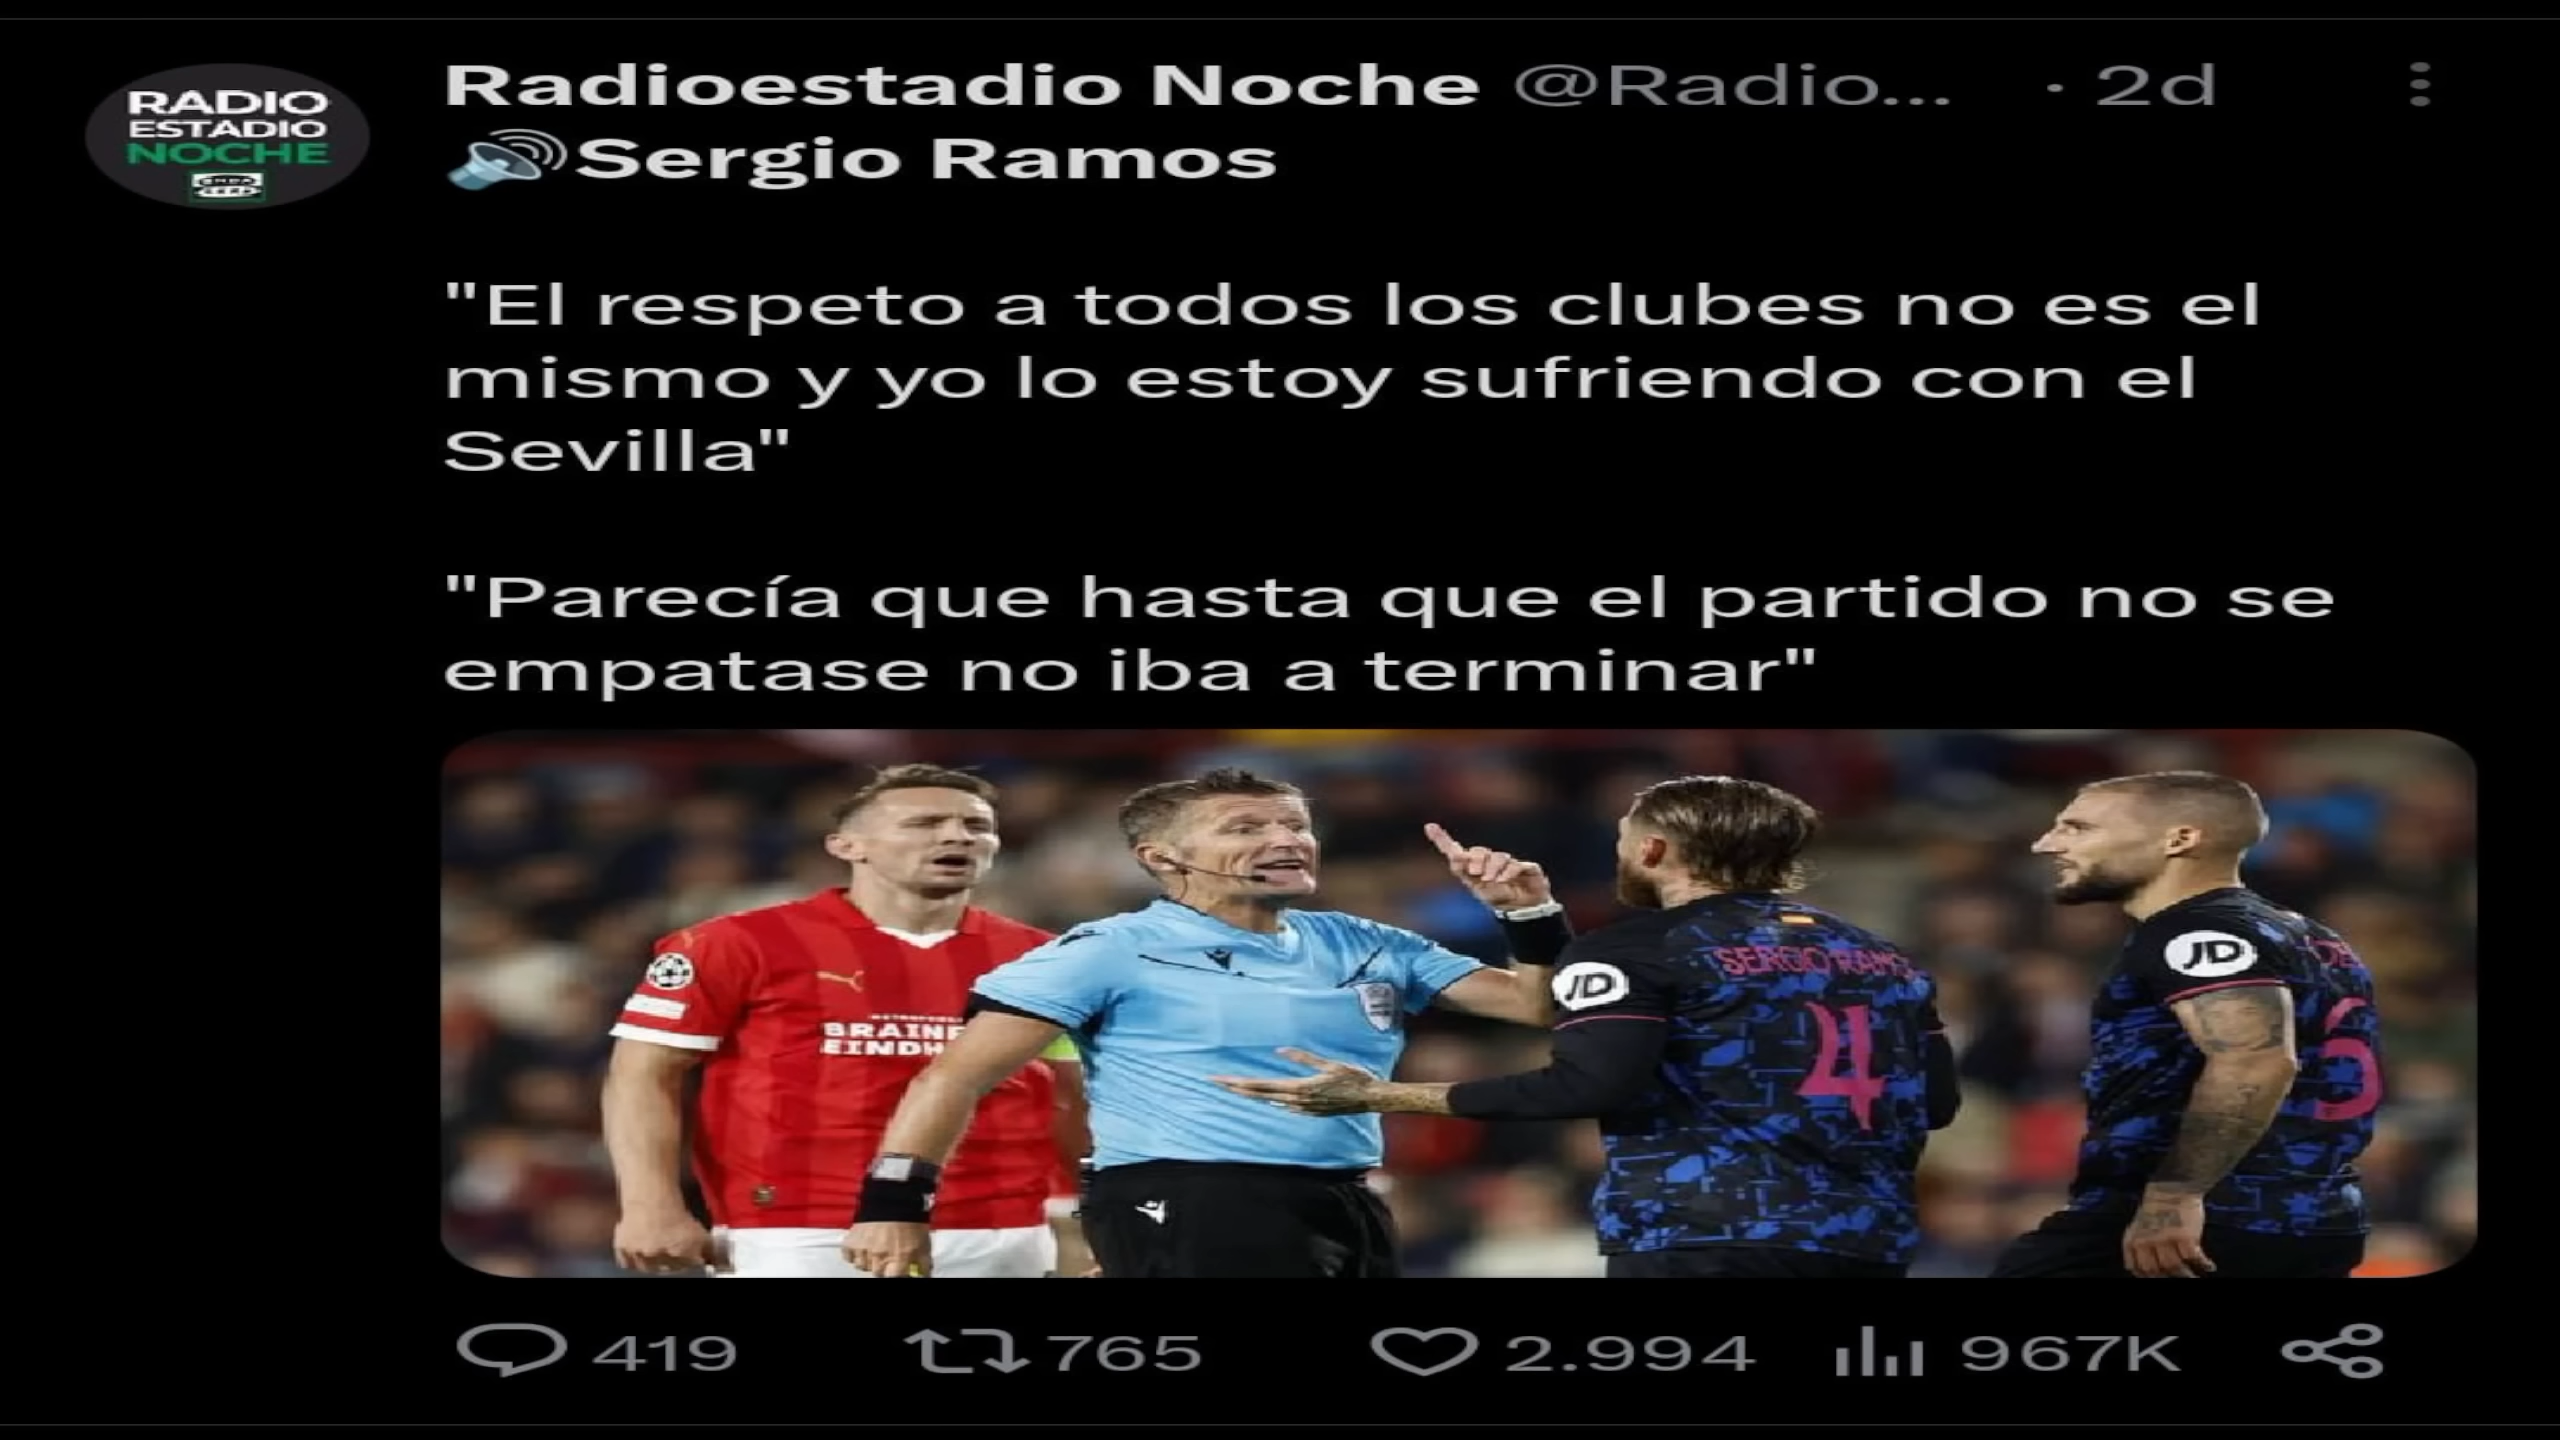 RADIO
ESTADIO
NOCHE
Radioestadio Noche @Radio... · 2d
🔊Sergio Ramos
"El respeto a todos los clubes no es el
mismo y yo lo estoy sufriendo con el
Sevilla"
"Parecía que hasta que el partido no se
empatase no iba a terminar"
JD
JD
SERGIO RAMOS
BRAINP
EINDH
4
6
419 765 2.994 967K